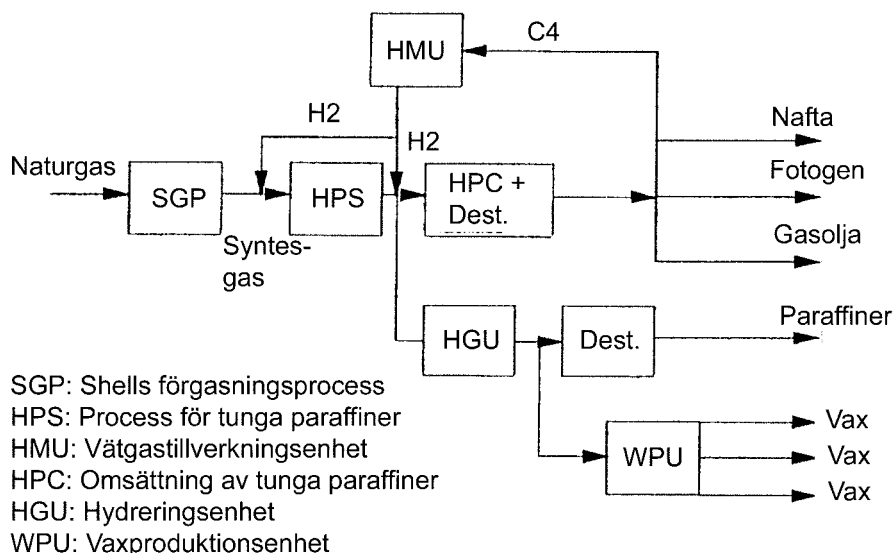 C4
HMU
H2
H2
Nafta
Naturgas
Fotogen
SGP
HPS
HPC +
Dest.
Gasolja
Syntes-
gas
Paraffiner
HGU
Dest.
SGP: Shells förgasningsprocess
HPS: Process för tunga paraffiner
HMU: Vätgastillverkningsenhet
HPC: Omsättning av tunga paraffiner
HGU: Hydreringsenhet
WPU: Vaxproduktionsenhet
WPU
Vax
Vax
Vax